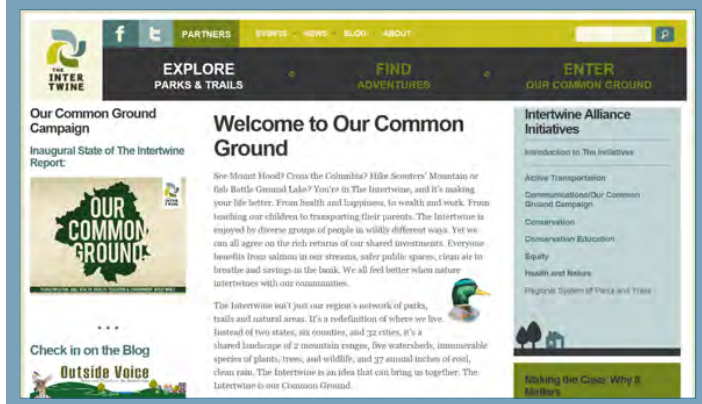 THE
INTER
TWINE
f
t
PARTNERS
EVENTS
NEWS
BLOG
ABOUT
EXPLORE
PARKS & TRAILS
FIND
ADVENTURES
ENTER
OUR COMMON GROUND
Our Common Ground
Campaign
Inaugural State of The Intertwine
Report:
OUR
COMMON
GROUND
Check in on the Blog
Outside Voice
Welcome to Our Common
Ground
See Mount Hood? Cross the Columbia? Hike Scouters' Mountain or
fish Battle Ground Lake? You're in The Intertwine, and it's making
your life better. From health and happiness, to wealth and work. From
teaching our children to transporting their parents. The Intertwine is
enjoyed by diverse groups of people in wildly different ways. Yet we
can all agree on the rich returns of our shared investments. Everyone
benefits from salmon in our streams, safer public spaces, clean air to
breathe and savings in the bank. We all feel better when nature
intertwines with our communities.
The Intertwine isn't just our region's network of parks,
trails and natural areas. It's a redefinition of where we live.
Instead of two states, six counties, and 32 cities, it's a
shared landscape of 2 mountain ranges, five watersheds, innumerable
species of plants, trees, and wildlife, and 37 annual inches of cool,
clean rain. The Intertwine is an idea that can bring us together. The
Intertwine is our Common Ground.
Intertwine Alliance
Initiatives
Introduction to The Initiatives
Active Transportation
Communications/Our Common
Ground Campaign
Conservation
Conservation Education
Equity
Health and Nature
Regional System of Parks and Trails
Making the Case: Why It
Matters